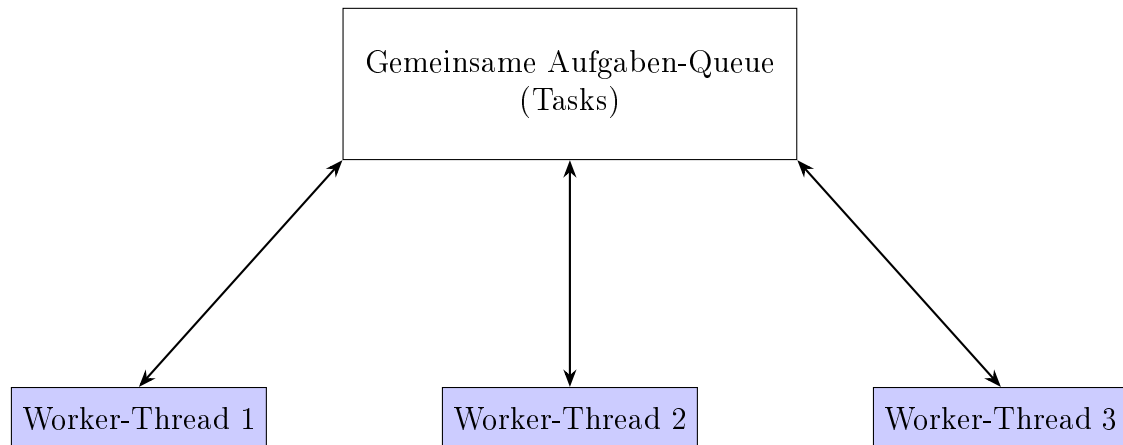 Gemeinsame Aufgaben-Queue
(Tasks)
Worker-Thread 1
Worker-Thread 2
Worker-Thread 3